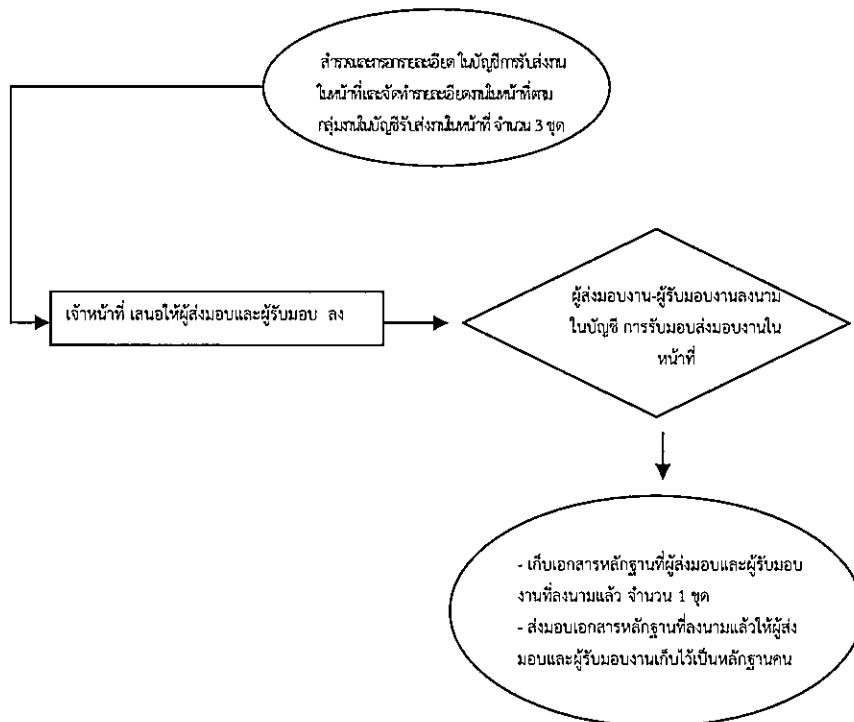 สำรวจและกรอกรายละเอียด ในบัญชีการรับส่งงาน
ในหน้าที่และจัดทำรายละเอียดงานในหน้าที่ตาม
กลุ่มงานในบัญชีรับส่งงานในหน้าที่ จำนวน 3 ชุด
เจ้าหน้าที่ เสนอให้ผู้ส่งมอบและผู้รับมอบ ลง
ผู้ส่งมอบงาน-ผู้รับมอบงานลงนาม
ในบัญชี การรับมอบส่งมอบงานใน
หน้าที่
- เก็บเอกสารหลักฐานที่ผู้ส่งมอบและผู้รับมอบ
งานที่ลงนามแล้ว จำนวน 1 ชุด
- ส่งมอบเอกสารหลักฐานที่ลงนามแล้วให้ผู้ส่ง
มอบและผู้รับมอบงานเก็บไว้เป็นหลักฐานคน